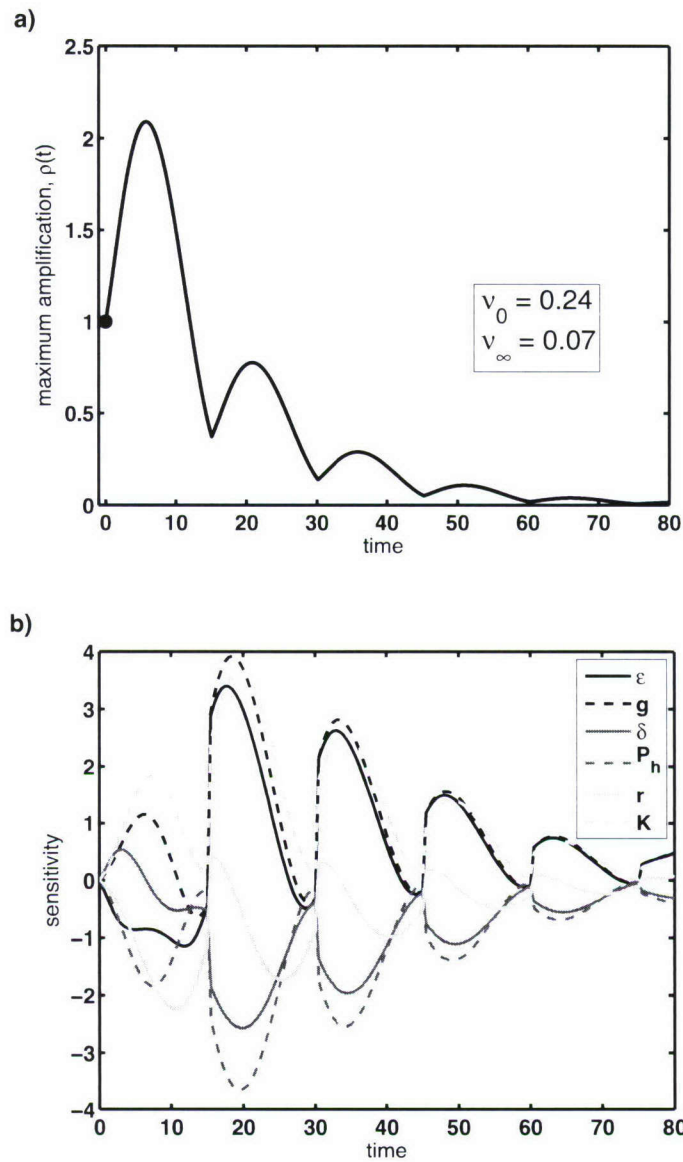 a)
2.5
2
1.5
1
0.5
0
maximum amplification, ρ(t)
ν0 = 0.24
ν∞ = 0.07
0 10 20 30 40 50 60 70 80
time
b)
4
3
2
1
0
−1
−2
−3
−4
sensitivity
ε
g
δ
Ph
r
K
0 10 20 30 40 50 60 70 80
time